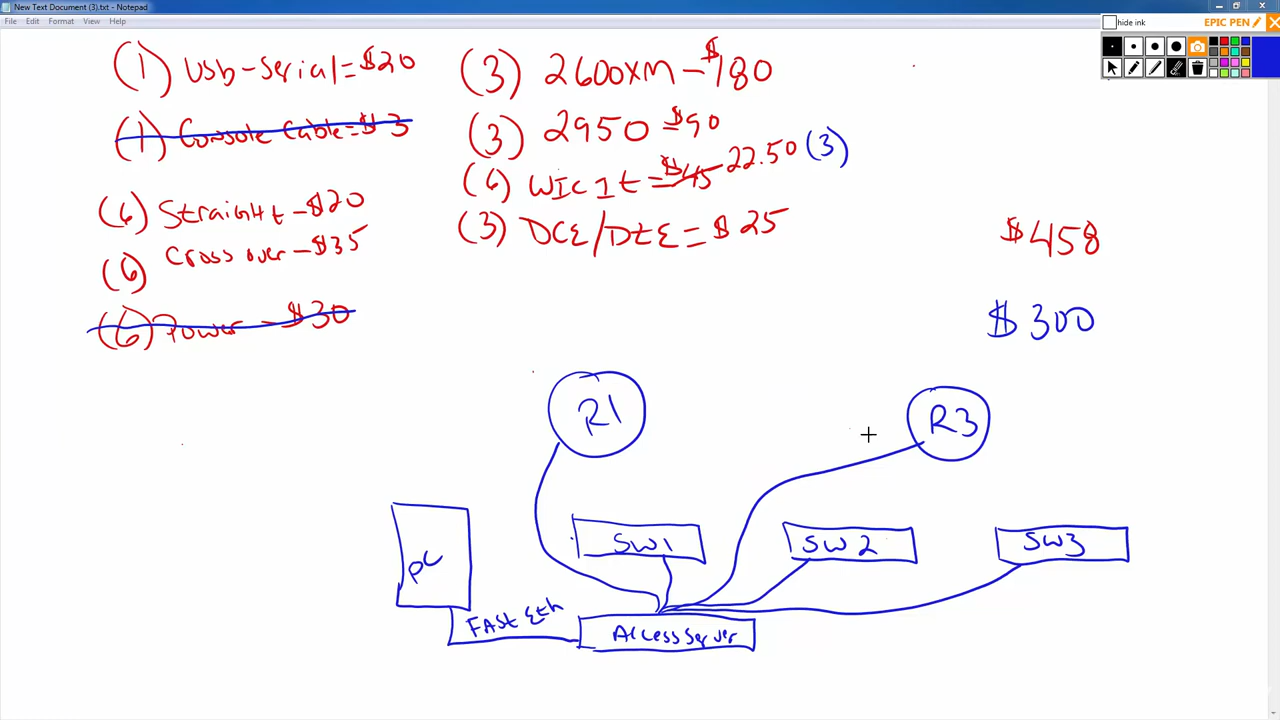 New Text Document (3).txt - Notepad
File Edit Format View Help
hide ink EPIC PEN
(1) Usb-Serial=$20
(1) Console Cable=$3
(6) Straight-$20
(6) Cross over-$35
(6) Power-$30
(3) 2600XM-$180
(3) 2950=$90
(6) WIC 1t=$45 22.50 (3)
(3) DCE/DTE=$25
$458
$300
R1
R3
SW1
SW2
SW3
PC
FAST Eth
Access Server